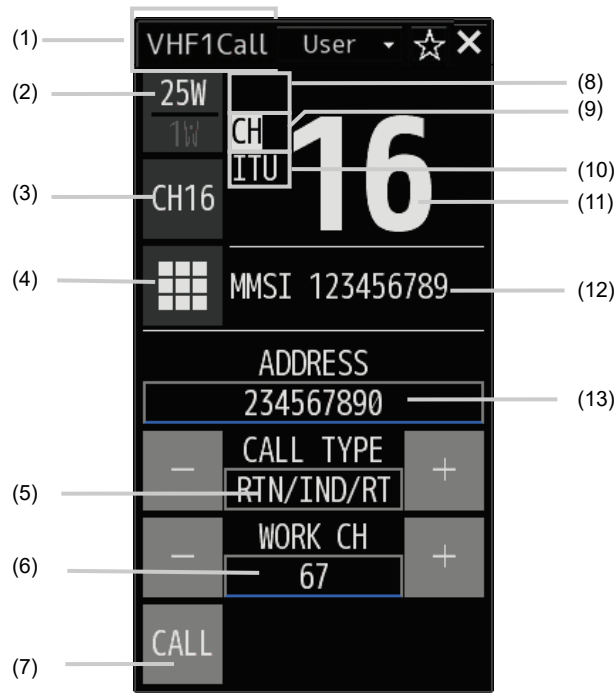 (1)
VHF1Call User
(2)
25W
1W
(8)
CH
(9)
ITU
(10)
(3)
CH16
16
(11)
(4)
MMSI 123456789
(12)
ADDRESS
234567890
(13)
CALL TYPE
− +
(5)
RTN/IND/RT
WORK CH
− +
(6)
67
CALL
(7)